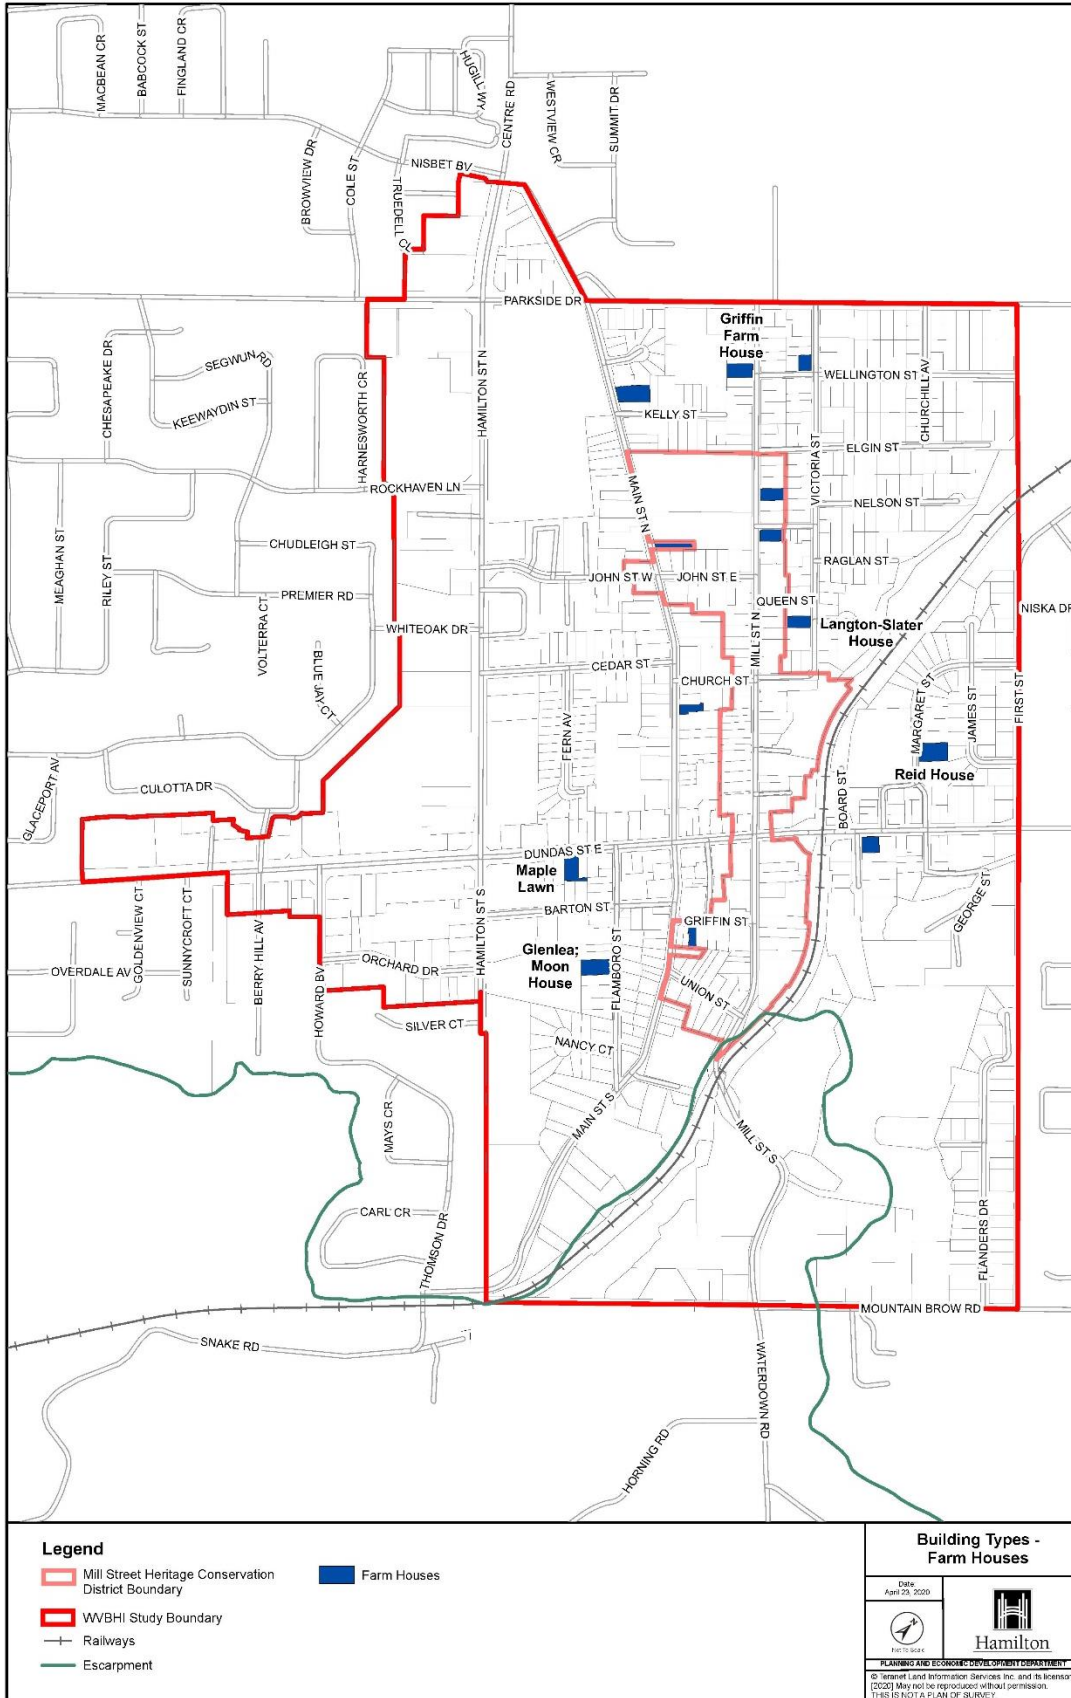 MACBEAN CR
BABCOCK ST
FINGLAND CR
HUGILL WY
CENTRE RD
WESTVIEW CR
SUMMIT DR
BROWVIEW DR
COLE ST
TRUEDELL CL
NISBET BV
PARKSIDE DR
CHESAPEAKE DR
SEGWUN RD
KEEWAYDIN ST
HARNESWORTH CR
HAMILTON ST N
Griffin
Farm
House
WELLINGTON ST
CHURCHILL AV
KELLY ST
ELGIN ST
VICTORIA ST
ROCKHAVEN LN
MAIN ST N
NELSON ST
MEAGHAN ST
RILEY ST
CHUDLEIGH ST
RAGLAN ST
JOHN ST W
JOHN ST E
PREMIER RD
QUEEN ST
VOLTERRA CT
WHITEOAK DR
MILL ST N
Langton-Slater
House
NISKA DR
BLUE JAY CT
CEDAR ST
CHURCH ST
MARGARET ST
JAMES ST
FIRST ST
FERN AV
Reid House
GLACEPORT AV
CULOTTA DR
BOARD ST
DUNDAS ST E
Maple
Lawn
GOLDENVIEW CT
SUNNYCROFT CT
BERRY HILL AV
HAMILTON ST S
BARTON ST
GRIFFIN ST
GEORGE ST
OVERDALE AV
HOWARD BV
ORCHARD DR
Glenlea;
Moon
House
FLAMBORO ST
UNION ST
SILVER CT
NANCY CT
MAYS CR
MAIN ST S
MILL ST S
CARL CR
THOMSON DR
FLANDERS DR
MOUNTAIN BROW RD
SNAKE RD
WATERDOWN RD
HORNING RD
Legend
Mill Street Heritage Conservation
District Boundary
Farm Houses
WVBHI Study Boundary
Railways
Escarpment
Building Types -
Farm Houses
Date:
April 23, 2020
Not To Scale
Hamilton
PLANNING AND ECONOMIC DEVELOPMENT DEPARTMENT
© Teranet Land Information Services Inc. and its licensors.
[2020] May not be reproduced without permission.
THIS IS NOT A PLAN OF SURVEY